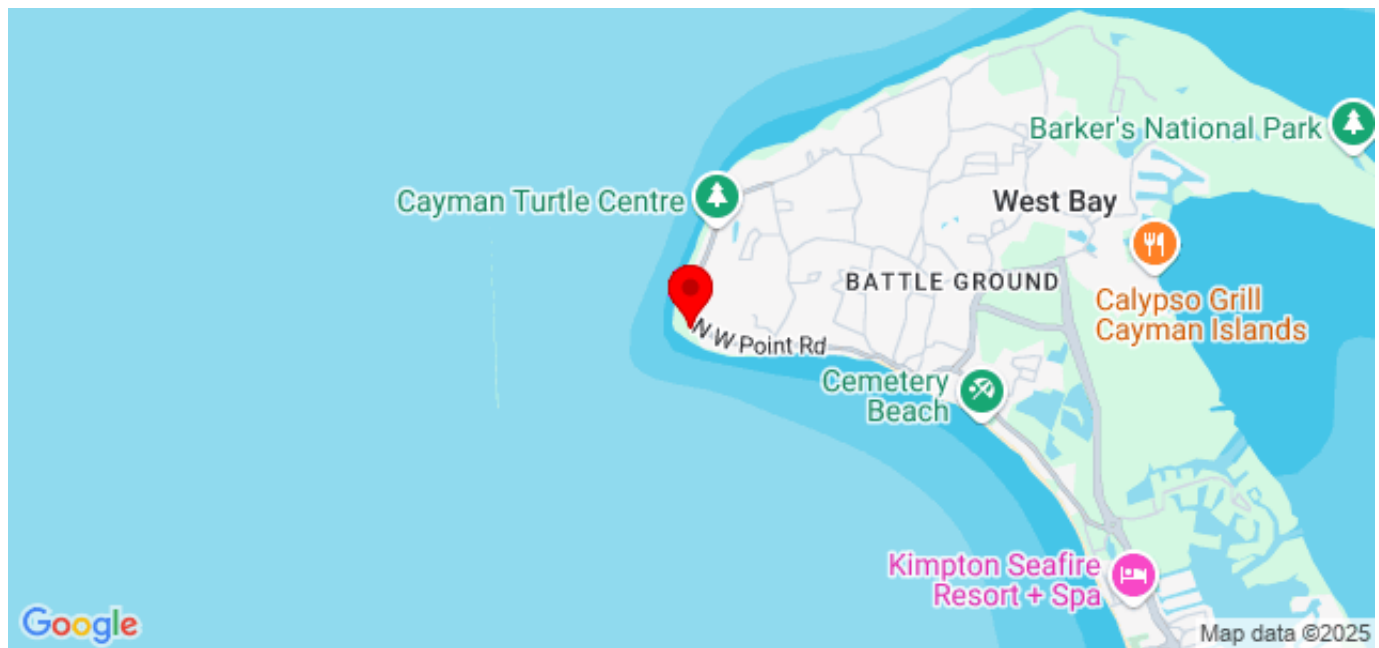 Barker's National Park
Cayman Turtle Centre
West Bay
BATTLE GROUND
Calypso Grill
Cayman Islands
N W Point Rd
Cemetery
Beach
Kimpton Seafire
Resort + Spa
Google
Map data ©2025